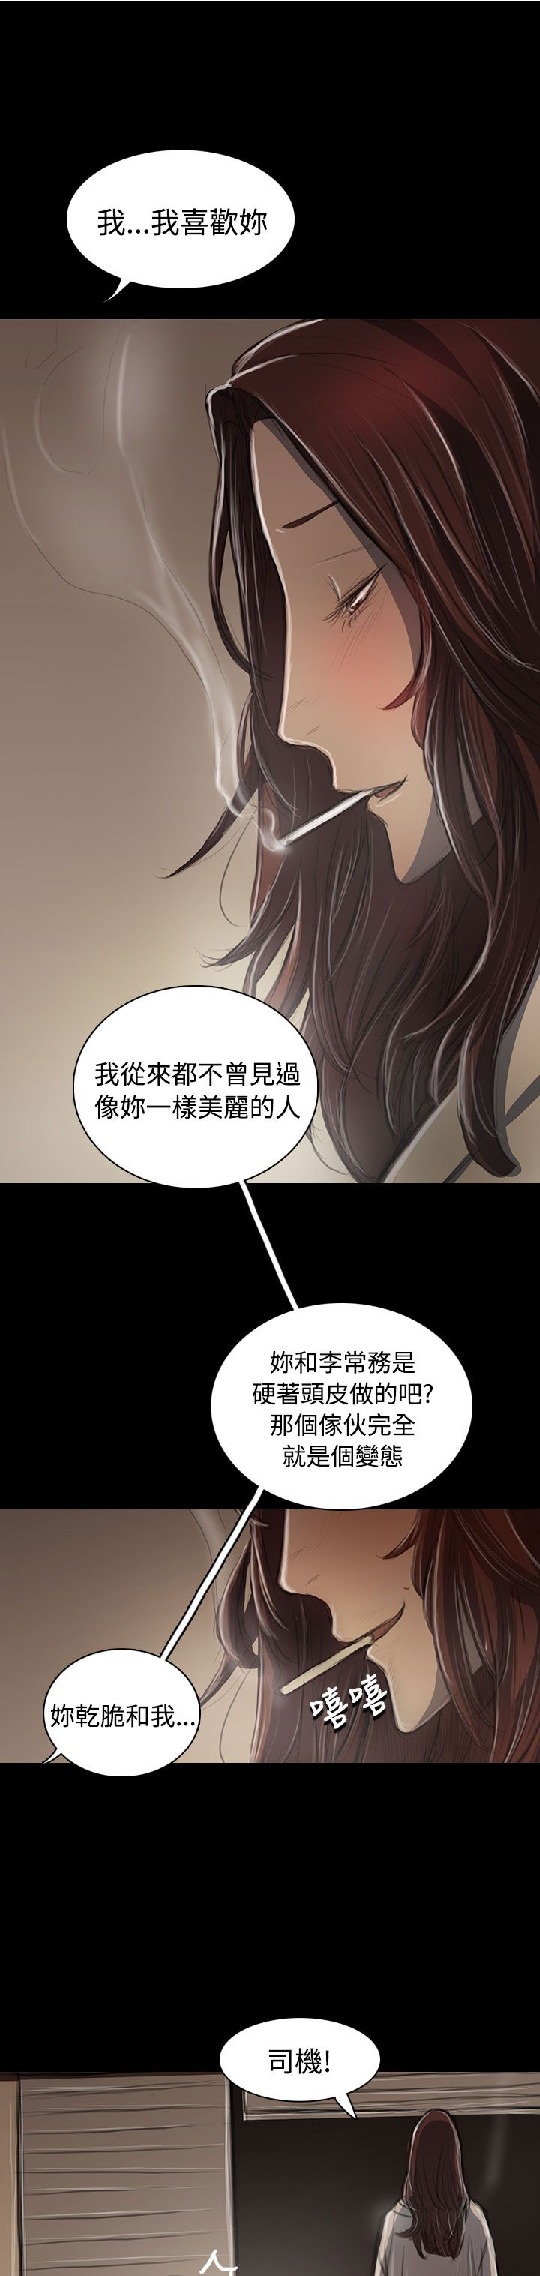 我...我喜歡妳
我從來都不曾見過
像妳一樣美麗的人
妳和李常務是
硬著頭皮做的吧?
那個傢伙完全
就是個變態
嘻嘻
妳乾脆和我...
司機!